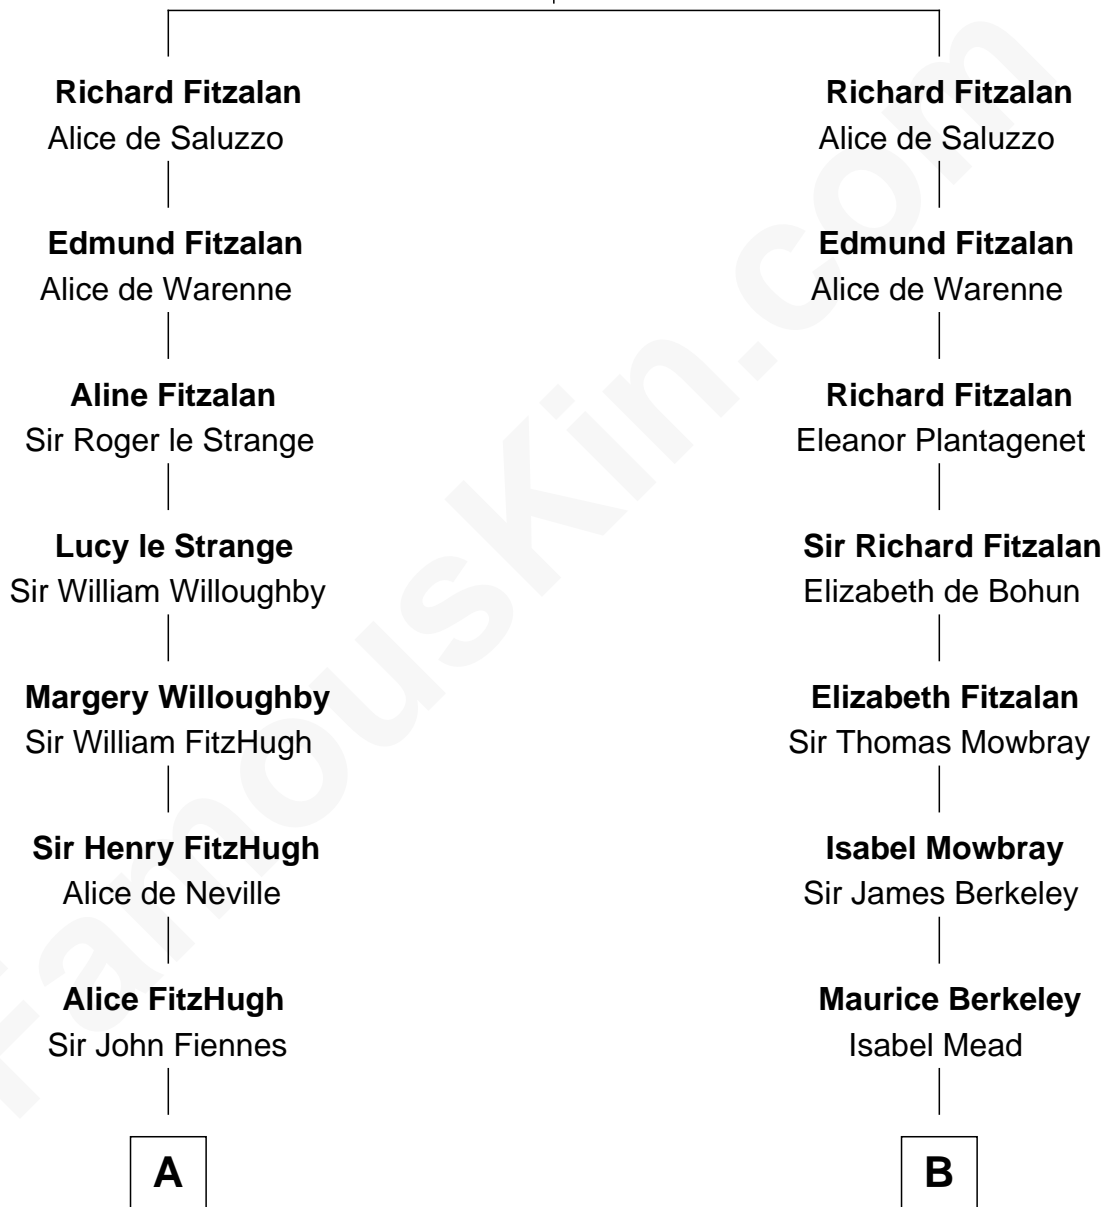 Richard Fitzalan
Alice de Saluzzo
Edmund Fitzalan
Alice de Warenne
Aline Fitzalan
Sir Roger le Strange
Lucy le Strange
Sir William Willoughby
Margery Willoughby
Sir William FitzHugh
Sir Henry FitzHugh
Alice de Neville
Alice FitzHugh
Sir John Fiennes
A
Richard Fitzalan
Alice de Saluzzo
Edmund Fitzalan
Alice de Warenne
Richard Fitzalan
Eleanor Plantagenet
Sir Richard Fitzalan
Elizabeth de Bohun
Elizabeth Fitzalan
Sir Thomas Mowbray
Isabel Mowbray
Sir James Berkeley
Maurice Berkeley
Isabel Mead
B
FamousKin.com